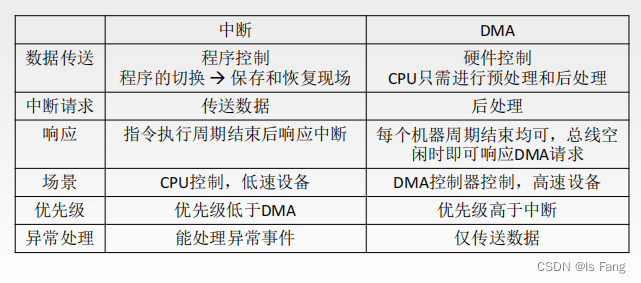 中断 DMA
数据传送 程序控制 硬件控制
程序的切换 → 保存和恢复现场 CPU只需进行预处理和后处理
中断请求 传送数据 后处理
响应 指令执行周期结束后响应中断 每个机器周期结束均可，总线空
闲时即可响应DMA请求
场景 CPU控制，低速设备 DMA控制器控制，高速设备
优先级 优先级低于DMA 优先级高于中断
异常处理 能处理异常事件 仅传送数据
CSDN @ls Fang